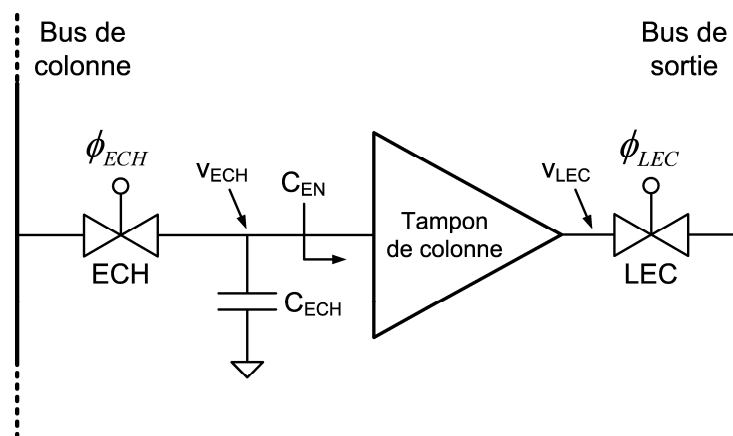 Bus de
colonne
Bus de
sortie
ϕECH
vECH
CEN
vLEC
ϕLEC
Tampon
de colonne
ECH
LEC
CECH